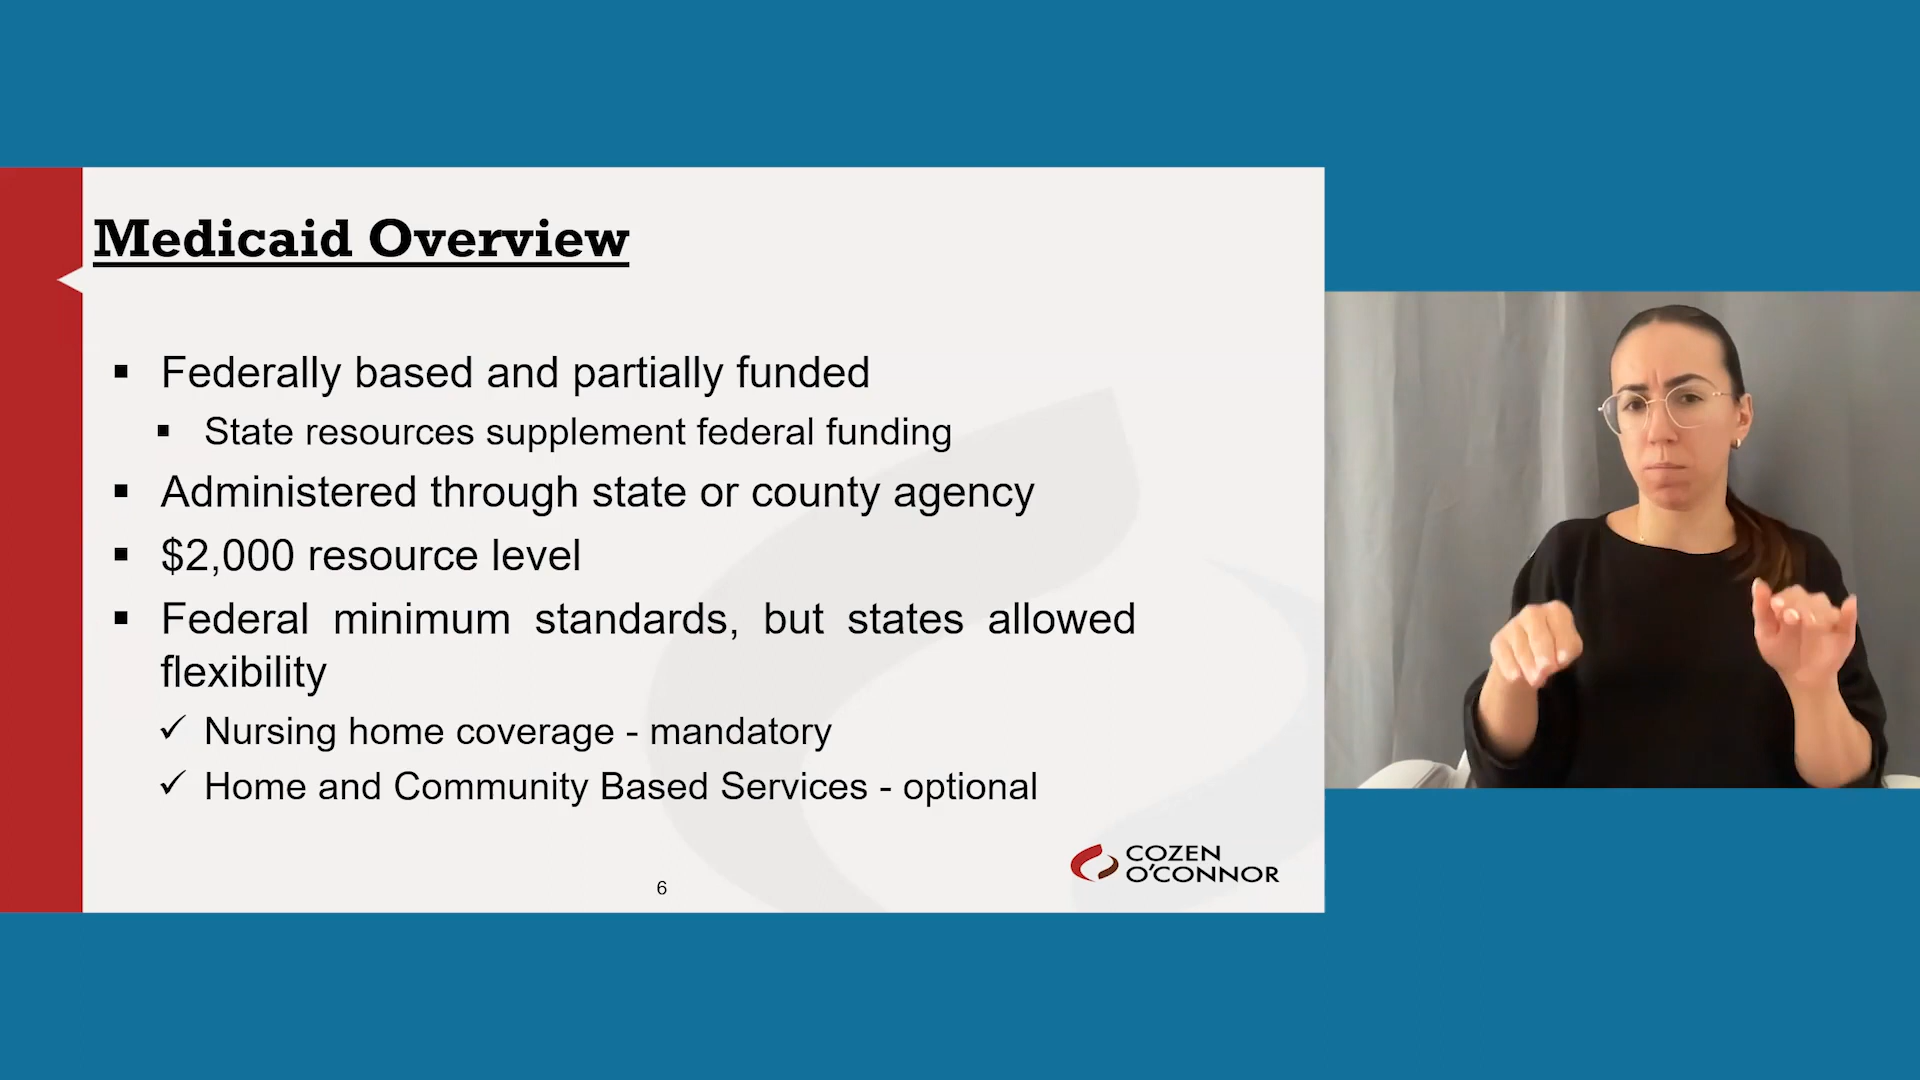 Medicaid Overview
▪ Federally based and partially funded
▪ State resources supplement federal funding
▪ Administered through state or county agency
▪ $2,000 resource level
▪ Federal minimum standards, but states allowed
flexibility
✓ Nursing home coverage - mandatory
✓ Home and Community Based Services - optional
COZEN
O'CONNOR
6